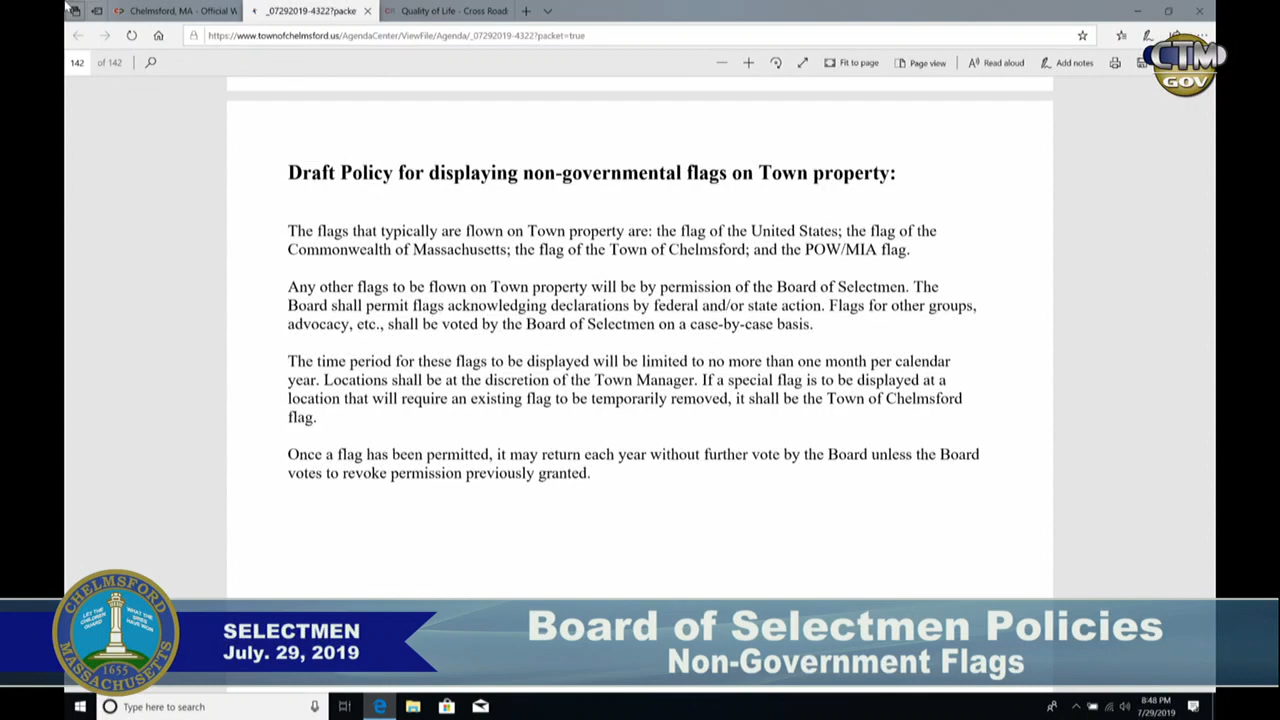 Chelmsford, MA - Official W
_07292019-4322?packe
Quality of Life - Cross Road
https://www.townofchelmsford.us/AgendaCenter/ViewFile/Agenda/_07292019-4322?packet=true
142 of 142
Fit to page
Page view
Read aloud
Add notes
CTM
GOV
Draft Policy for displaying non-governmental flags on Town property:
The flags that typically are flown on Town property are: the flag of the United States; the flag of the
Commonwealth of Massachusetts; the flag of the Town of Chelmsford; and the POW/MIA flag.
Any other flags to be flown on Town property will be by permission of the Board of Selectmen. The
Board shall permit flags acknowledging declarations by federal and/or state action. Flags for other groups,
advocacy, etc., shall be voted by the Board of Selectmen on a case-by-case basis.
The time period for these flags to be displayed will be limited to no more than one month per calendar
year. Locations shall be at the discretion of the Town Manager. If a special flag is to be displayed at a
location that will require an existing flag to be temporarily removed, it shall be the Town of Chelmsford
flag.
Once a flag has been permitted, it may return each year without further vote by the Board unless the Board
votes to revoke permission previously granted.
CHELMSFORD
LET THE
CHILDREN
GUARD
WHAT THE
SIRES
HAVE WON
1655
MASSACHUSETTS
SELECTMEN
July. 29, 2019
Board of Selectmen Policies
Non-Government Flags
Type here to search
8:48 PM
7/29/2019